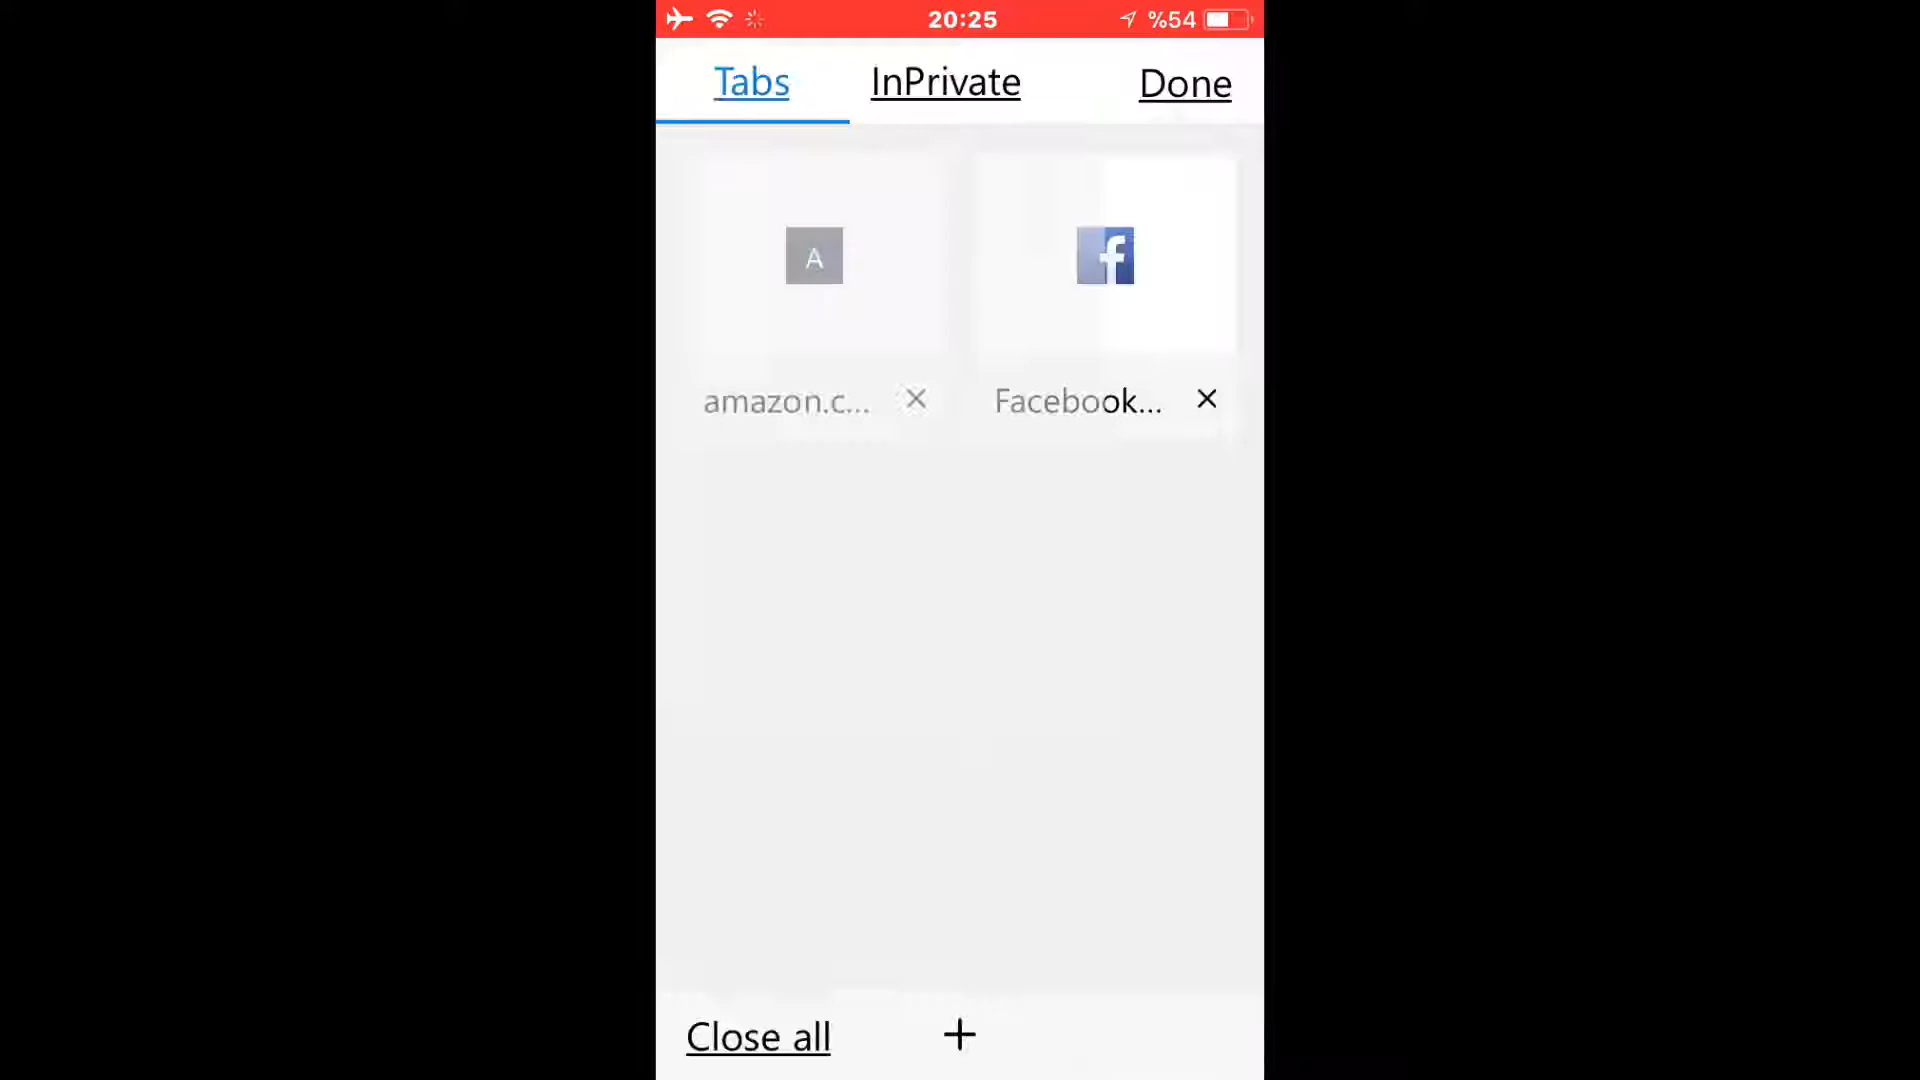 20:25 %54
Tabs InPrivate Done
A f
amazon.c... Facebook...
Close all